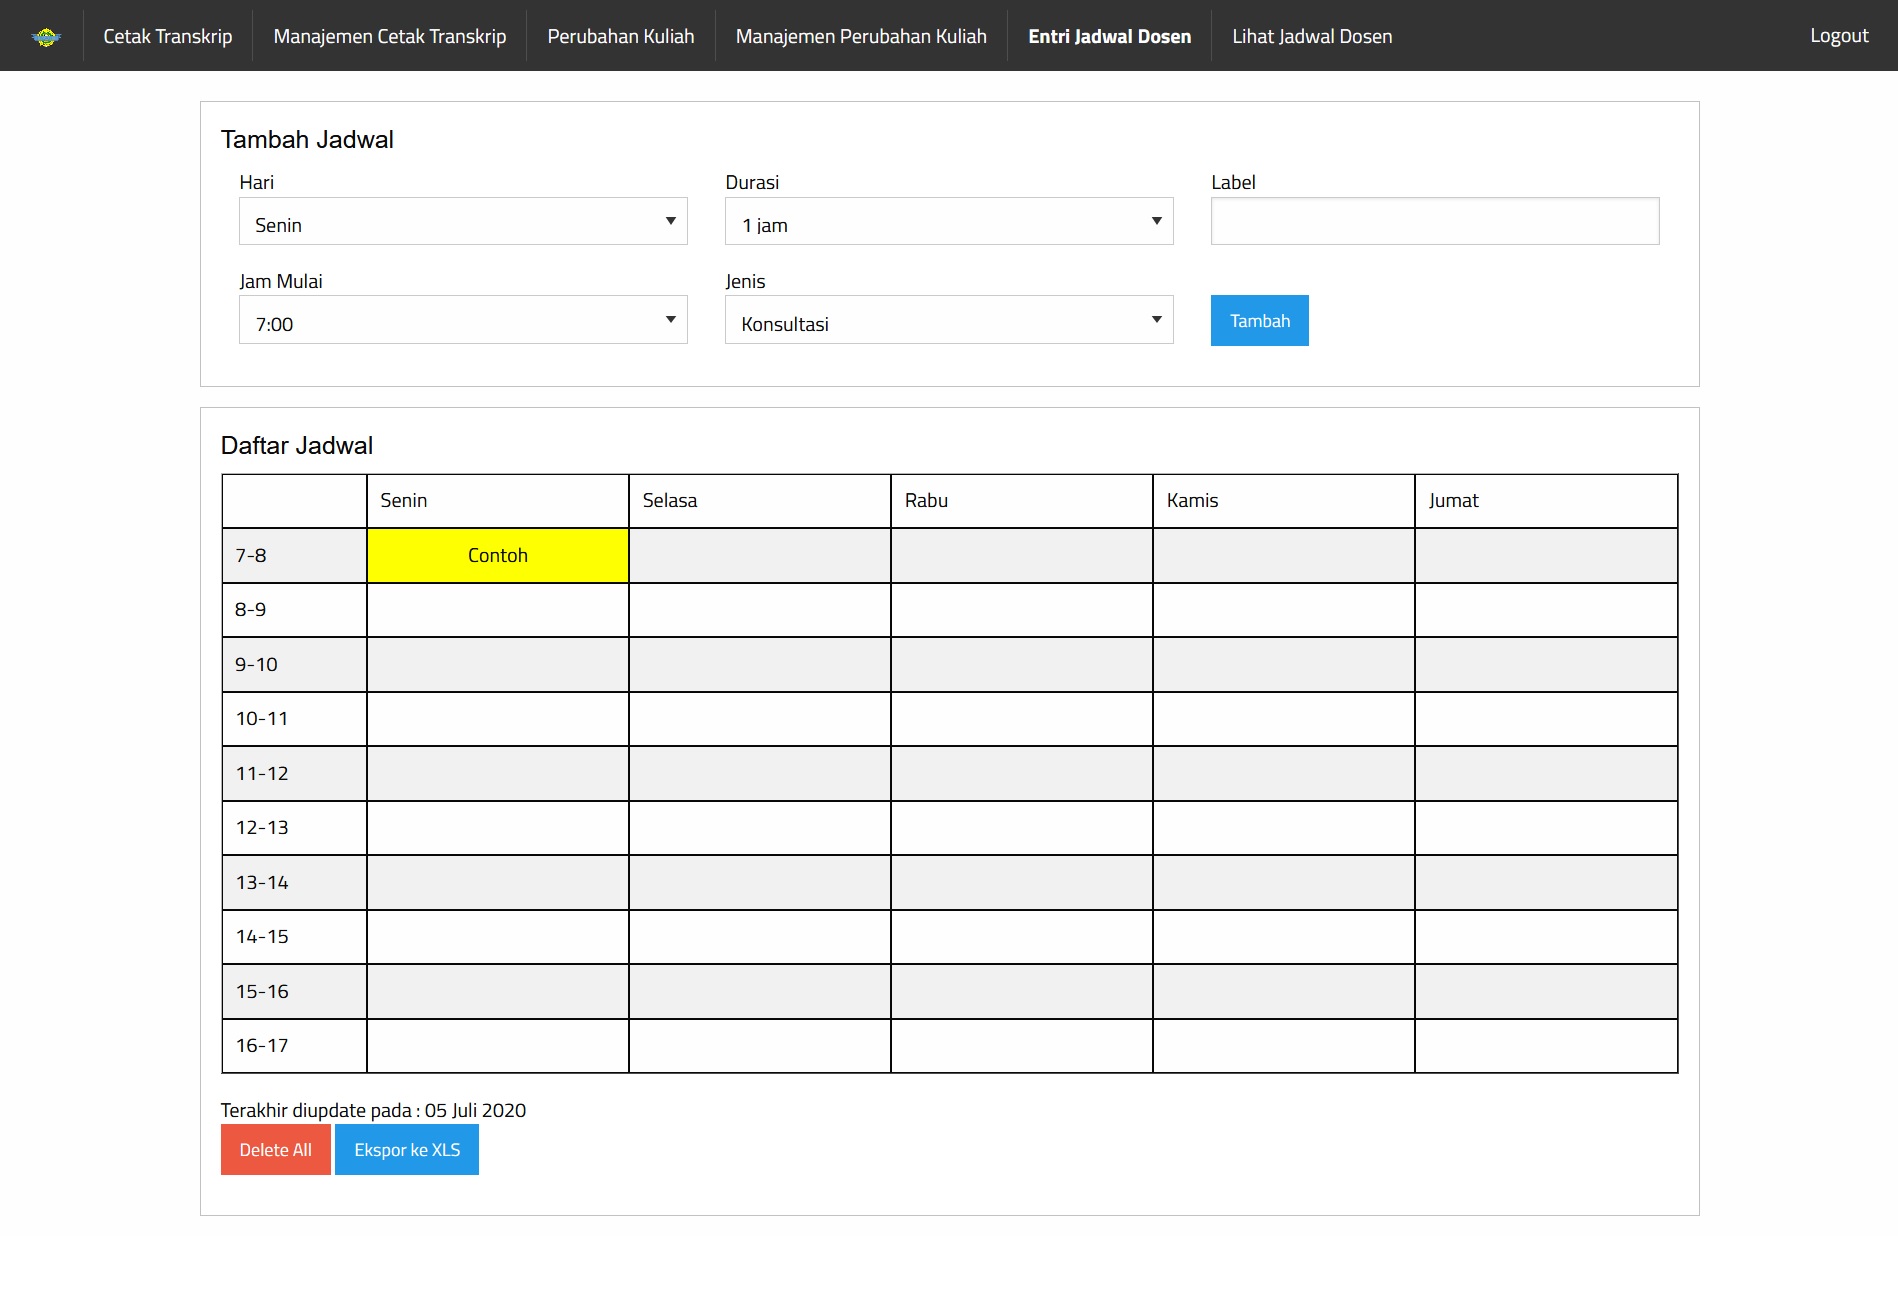 Cetak Transkrip Manajemen Cetak Transkrip Perubahan Kuliah Manajemen Perubahan Kuliah Entri Jadwal Dosen Lihat Jadwal Dosen Logout
Tambah Jadwal
Hari Durasi Label
Senin 1 jam
Jam Mulai Jenis
7:00 Konsultasi Tambah
Daftar Jadwal
Senin Selasa Rabu Kamis Jumat
7-8 Contoh
8-9
9-10
10-11
11-12
12-13
13-14
14-15
15-16
16-17
Terakhir diupdate pada : 05 Juli 2020
Delete All Ekspor ke XLS